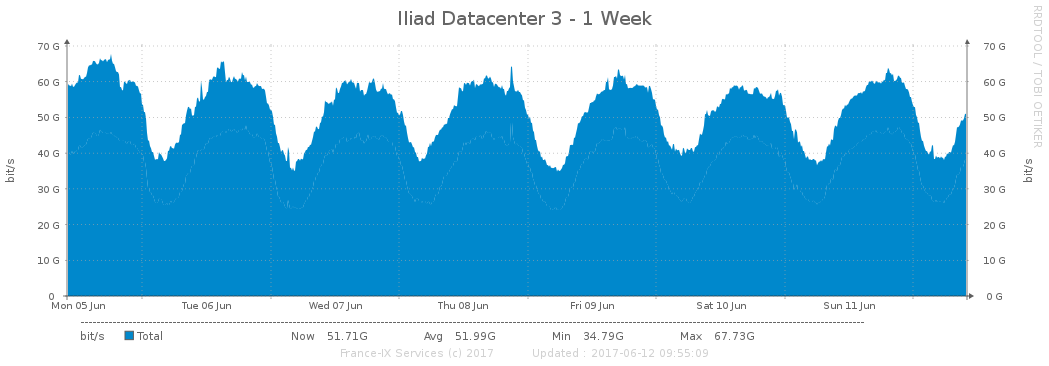 Iliad Datacenter 3 - 1 Week
RRDTOOL / TOBI OETIKER
70 G 70 G
60 G 60 G
50 G 50 G
40 G 40 G
30 G 30 G
20 G 20 G
10 G 10 G
0 0 G
bit/s bit/s
Mon 05 Jun Tue 06 Jun Wed 07 Jun Thu 08 Jun Fri 09 Jun Sat 10 Jun Sun 11 Jun
bit/s Total Now 51.71G Avg 51.99G Min 34.79G Max 67.73G
France-IX Services (c) 2017 Updated : 2017-06-12 09:55:09